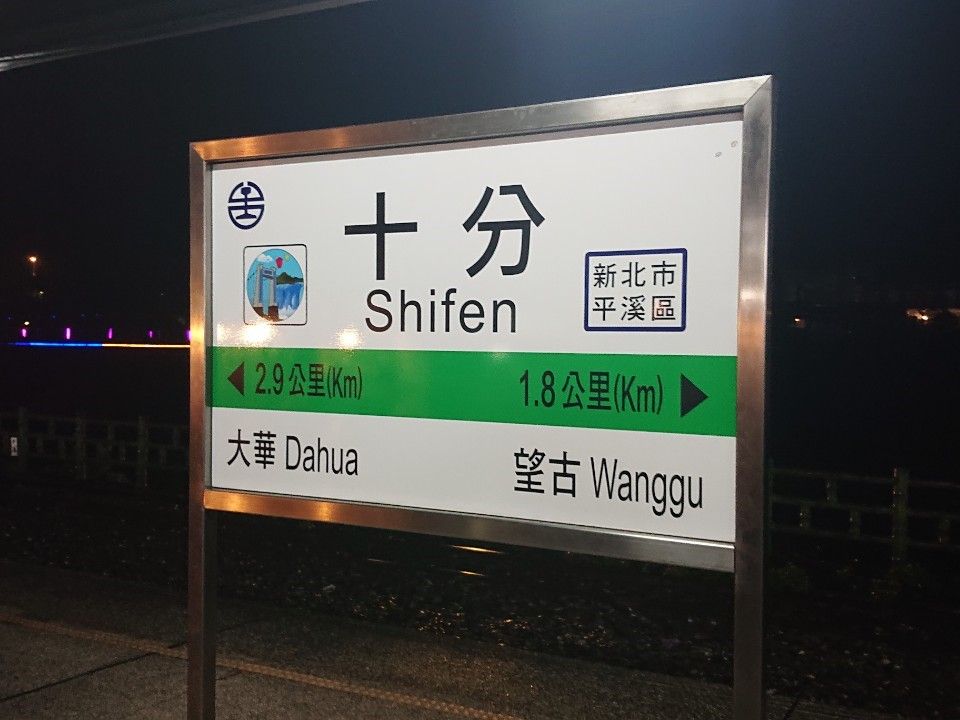 十分
Shifen
新北市
平溪區
2.9公里(Km)
1.8公里(Km)
大華 Dahua
望古 Wanggu